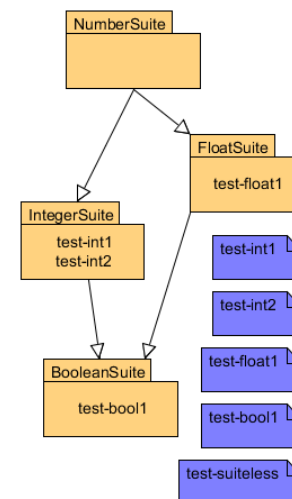 NumberSuite
FloatSuite
test-float1
IntegerSuite
test-int1
test-int2
test-int1
test-int2
test-float1
BooleanSuite
test-bool1
test-bool1
test-suiteless